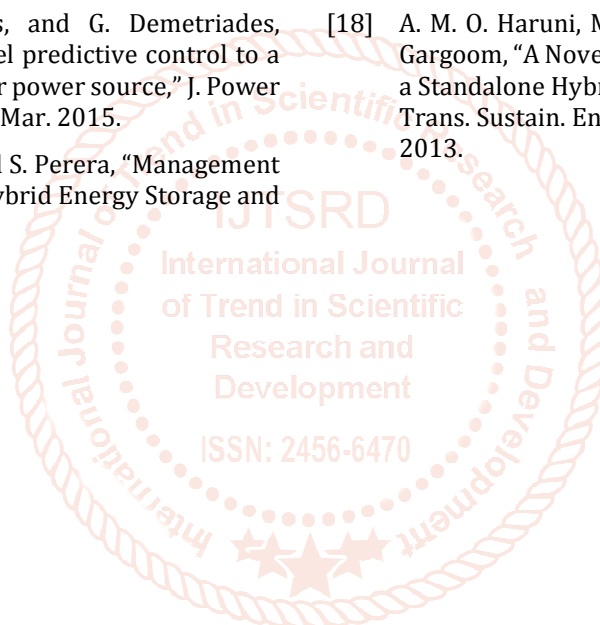 s, and G. Demetriades,
el predictive control to a
r power source,” J. Power
Mar. 2015.
l S. Perera, “Management
ybrid Energy Storage and
[18] A. M. O. Haruni, M
Gargoom, “A Nove
a Standalone Hybr
Trans. Sustain. En
2013.
International Journal of Trend in Scientific Research and Development
IJTSRD
International Journal
of Trend in Scientific
Research and
Development
ISSN: 2456-6470